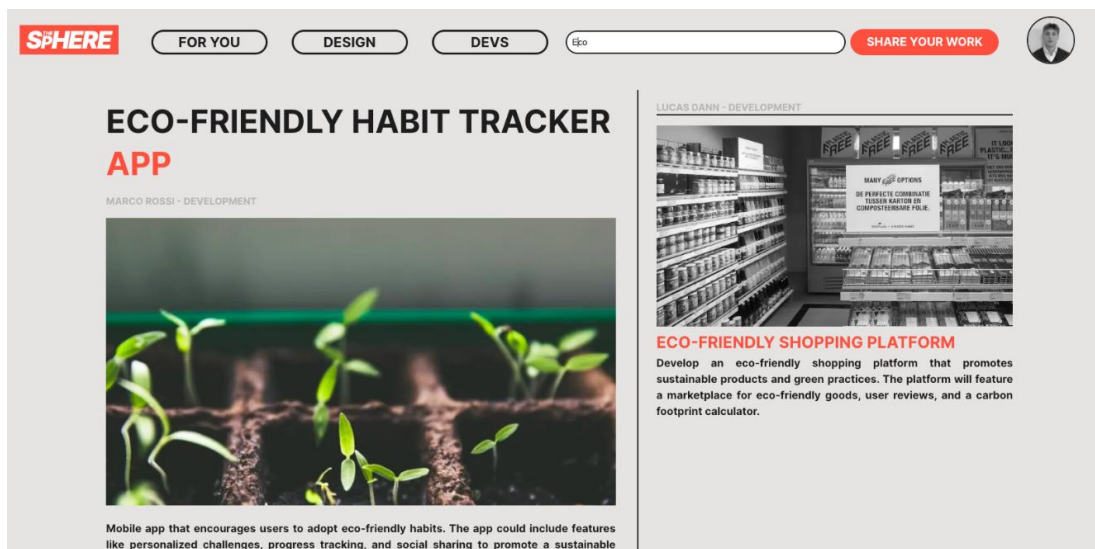 THE
SPHERE
FOR YOU
DESIGN
DEVS
Eco
SHARE YOUR WORK
ECO-FRIENDLY HABIT TRACKER
APP
MARCO ROSSI - DEVELOPMENT
Mobile app that encourages users to adopt eco-friendly habits. The app could include features
like personalized challenges, progress tracking, and social sharing to promote a sustainable
LUCAS DANN - DEVELOPMENT
FREE FREE FREE FREE
MANY FREE OPTIONS
DE PERFECTE COMBINATIE
TUSSEN KARTON EN
COMPOSTEERBARE FOLIE.
ECO-FRIENDLY SHOPPING PLATFORM
Develop an eco-friendly shopping platform that promotes
sustainable products and green practices. The platform will feature
a marketplace for eco-friendly goods, user reviews, and a carbon
footprint calculator.